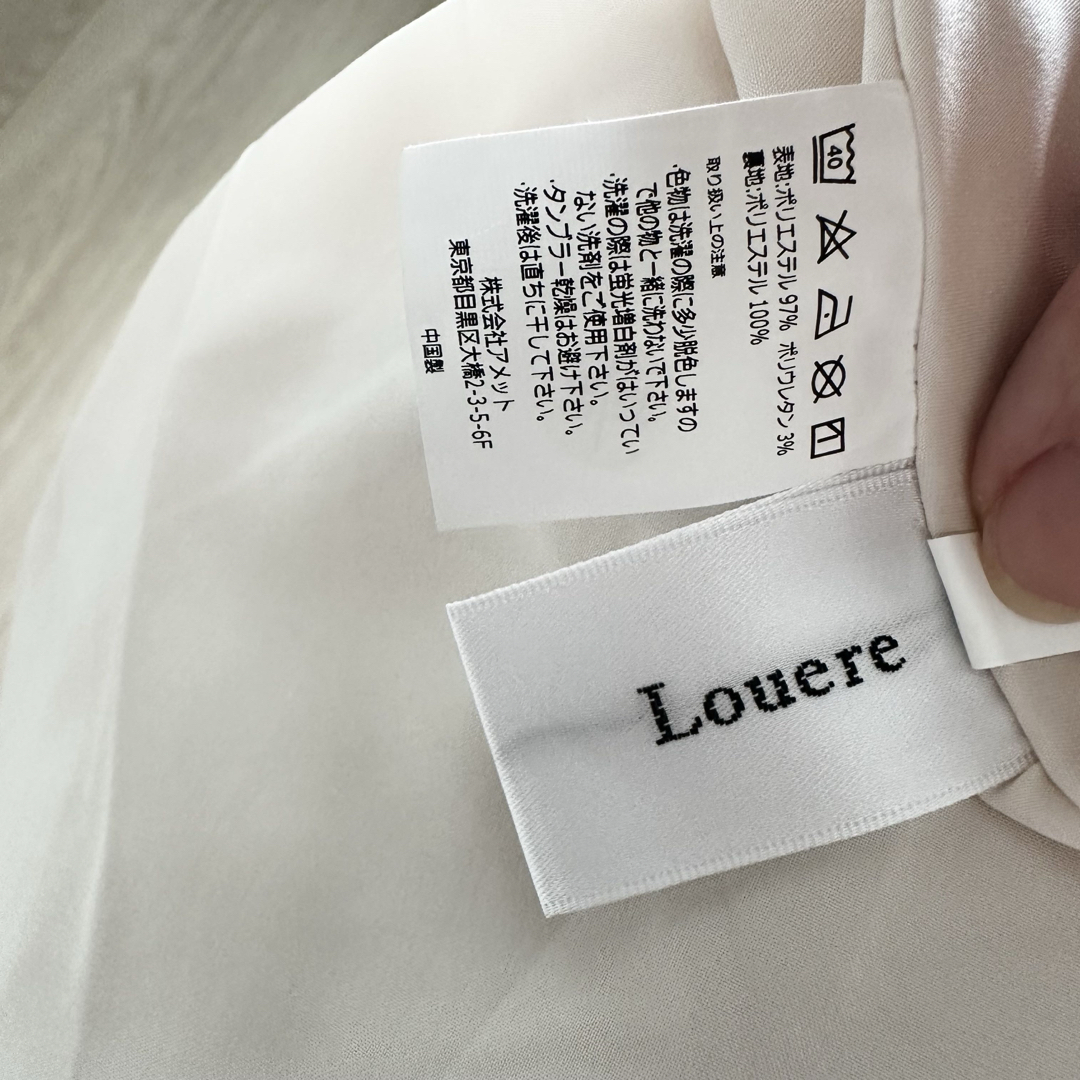 40
表地:ポリエステル 97% ポリウレタン 3%
裏地:ポリエステル 100%
取り扱い上の注意
・色物は洗濯の際に多少脱色しますの
で他の物と一緒に洗わないで下さい。
・洗濯の際は蛍光増白剤がはいってい
ない洗剤をご使用下さい。
・タンブラー乾燥はお避け下さい。
・洗濯後は直ちに干して下さい。
株式会社アメット
東京都目黒区大橋2-3-5-6F
中国製
Louere